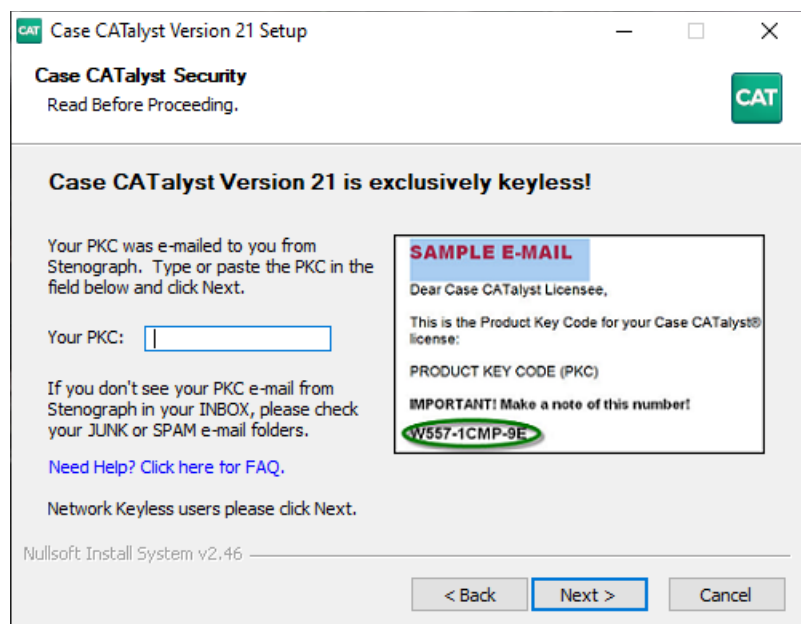 CAT Case CATalyst Version 21 Setup
Case CATalyst Security
Read Before Proceeding.
CAT
Case CATalyst Version 21 is exclusively keyless!
Your PKC was e-mailed to you from
Stenograph. Type or paste the PKC in the
field below and click Next.
Your PKC:
If you don't see your PKC e-mail from
Stenograph in your INBOX, please check
your JUNK or SPAM e-mail folders.
Need Help? Click here for FAQ.
Network Keyless users please click Next.
SAMPLE E-MAIL
Dear Case CATalyst Licensee,
This is the Product Key Code for your Case CATalyst®
license:
PRODUCT KEY CODE (PKC)
IMPORTANT! Make a note of this number!
W557-1CMP-9E
Nullsoft Install System v2.46
< Back
Next >
Cancel